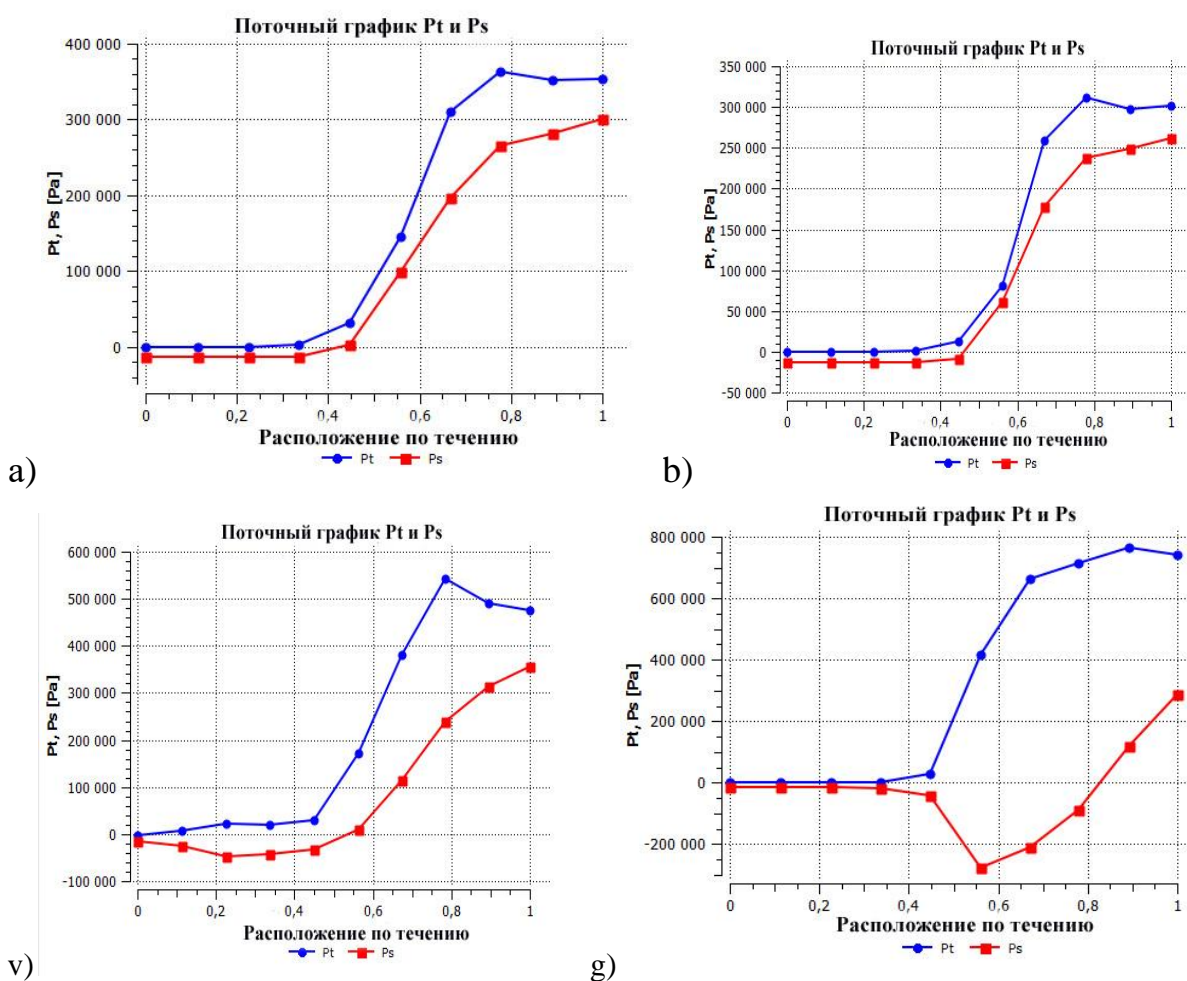 Поточный график Pt и Ps
400 000
300 000
200 000
100 000
0
Pt, Ps [Pa]
0 0,2 0,4 0,6 0,8 1
Расположение по течению
Pt Ps
a)
Поточный график Pt и Ps
350 000
300 000
250 000
200 000
150 000
100 000
50 000
0
-50 000
Pt, Ps [Pa]
0 0,2 0,4 0,6 0,8 1
Расположение по течению
Pt Ps
b)
Поточный график Pt и Ps
600 000
500 000
400 000
300 000
200 000
100 000
0
-100 000
Pt, Ps [Pa]
0 0,2 0,4 0,6 0,8 1
Расположение по течению
Pt Ps
v)
Поточный график Pt и Ps
800 000
600 000
400 000
200 000
0
-200 000
Pt, Ps [Pa]
0 0,2 0,4 0,6 0,8 1
Расположение по течению
Pt Ps
g)